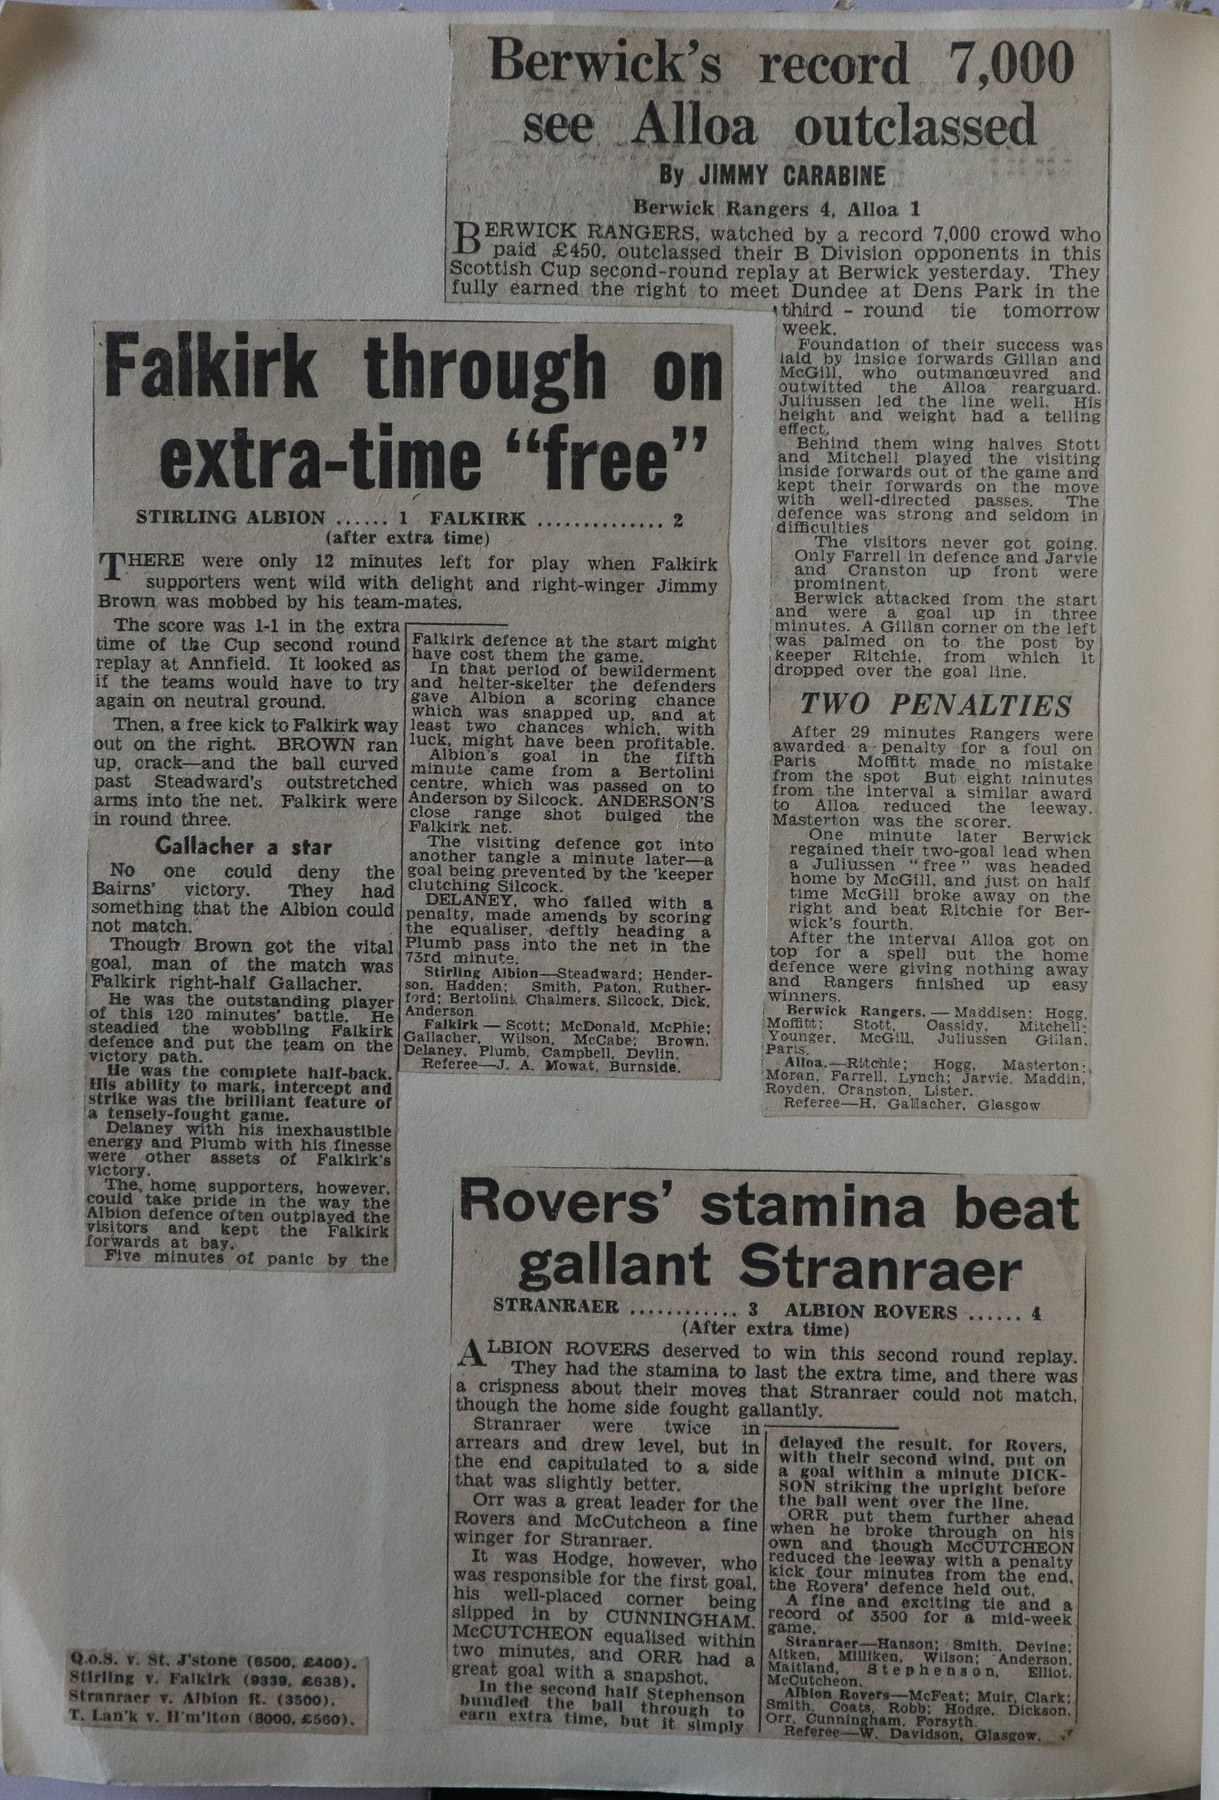 Berwick's record 7,000
see Alloa outclassed
By JIMMY CARABINE
Berwick Rangers 4, Alloa 1
BERWICK RANGERS, watched by a record 7,000 crowd who
paid £450, outclassed their B Division opponents in this
Scottish Cup second-round replay at Berwick yesterday. They
fully earned the right to meet Dundee at Dens Park in the
third - round tie tomorrow
week.
Foundation of their success was
laid by inside forwards Gillan and
McGill, who outmanœuvred and
outwitted the Alloa rearguard.
Juliussen led the line well. His
height and weight had a telling
effect.
Behind them wing halves Stott
and Mitchell played the visiting
inside forwards out of the game and
kept their forwards on the move
with well-directed passes. The
defence was strong and seldom in
difficulties
The visitors never got going.
Only Farrell in defence and Jarvie
and Cranston up front were
prominent.
Berwick attacked from the start
and were a goal up in three
minutes. A Gillan corner on the left
was palmed on to the post by
keeper Ritchie, from which it
dropped over the goal line.
TWO PENALTIES
After 29 minutes Rangers were
awarded a penalty for a foul on
Paris Moffitt made no mistake
from the spot But eight minutes
from the interval a similar award
to Alloa reduced the leeway.
Masterton was the scorer.
One minute later Berwick
regained their two-goal lead when
a Juliussen "free" was headed
home by McGill, and just on half
time McGill broke away on the
right and beat Ritchie for Ber-
wick's fourth.
After the interval Alloa got on
top for a spell but the home
defence were giving nothing away
and Rangers finished up easy
winners.
Berwick Rangers. — Maddisen; Hogg,
Moffitt; Stott, Cassidy, Mitchell;
Younger, McGill, Juliussen Gillan,
Paris.
Alloa.—Ritchie; Hogg, Masterton;
Moran, Farrell, Lynch; Jarvie, Maddin,
Royden, Cranston, Lister.
Referee—H. Gallacher, Glasgow
Falkirk through on
extra-time "free"
STIRLING ALBION ...... 1 FALKIRK .............. 2
(after extra time)
THERE were only 12 minutes left for play when Falkirk
supporters went wild with delight and right-winger Jimmy
Brown was mobbed by his team-mates.
The score was 1-1 in the extra
time of the Cup second round
replay at Annfield. It looked as
if the teams would have to try
again on neutral ground.
Then, a free kick to Falkirk way
out on the right. BROWN ran
up, crack—and the ball curved
past Steadward's outstretched
arms into the net. Falkirk were
in round three.
Gallacher a star
No one could deny the
Bairns' victory. They had
something that the Albion could
not match.
Though Brown got the vital
goal, man of the match was
Falkirk right-half Gallacher.
He was the outstanding player
of this 120 minutes' battle. He
steadied the wobbling Falkirk
defence and put the team on the
victory path.
He was the complete half-back.
His ability to mark, intercept and
strike was the brilliant feature of
a tensely-fought game.
Delaney with his inexhaustible
energy and Plumb with his finesse
were other assets of Falkirk's
victory.
The home supporters, however,
could take pride in the way the
Albion defence often outplayed the
visitors and kept the Falkirk
forwards at bay.
Five minutes of panic by the
Falkirk defence at the start might
have cost them the game.
In that period of bewilderment
and helter-skelter the defenders
gave Albion a scoring chance
which was snapped up, and at
least two chances which, with
luck, might have been profitable.
Albion's goal in the fifth
minute came from a Bertolini
centre, which was passed on to
Anderson by Silcock. ANDERSON'S
close range shot bulged the
Falkirk net.
The visiting defence got into
another tangle a minute later—a
goal being prevented by the 'keeper
clutching Silcock.
DELANEY, who failed with a
penalty, made amends by scoring
the equaliser, deftly heading a
Plumb pass into the net in the
73rd minute.
Stirling Albion—Steadward; Hender-
son, Hadden; Smith, Paton, Ruther-
ford; Bertolini, Chalmers, Silcock, Dick,
Anderson
Falkirk — Scott; McDonald, McPhie;
Gallacher, Wilson, McCabe; Brown,
Delaney, Plumb, Campbell, Devlin.
Referee—J. A. Mowat, Burnside.
Rovers' stamina beat
gallant Stranraer
STRANRAER ............ 3 ALBION ROVERS ...... 4
(After extra time)
ALBION ROVERS deserved to win this second round replay.
They had the stamina to last the extra time, and there was
a crispness about their moves that Stranraer could not match,
though the home side fought gallantly.
Stranraer were twice in
arrears and drew level, but in
the end capitulated to a side
that was slightly better.
Orr was a great leader for the
Rovers and McCutcheon a fine
winger for Stranraer.
It was Hodge, however, who
was responsible for the first goal,
his well-placed corner being
slipped in by CUNNINGHAM.
McCUTCHEON equalised within
two minutes, and ORR had a
great goal with a snapshot.
In the second half Stephenson
bundled the ball through to
earn extra time, but it simply
delayed the result, for Rovers,
with their second wind, put on
a goal within a minute DICK-
SON striking the upright before
the ball went over the line.
ORR put them further ahead
when he broke through on his
own and though McCUTCHEON
reduced the leeway with a penalty
kick four minutes from the end,
the Rovers' defence held out.
A fine and exciting tie and a
record of 3500 for a mid-week
game.
Stranraer—Hanson; Smith, Devine;
Aitken, Milliken, Wilson; Anderson,
Maitland, Stephenson, Elliot,
McCutcheon.
Albion Rovers—McFeat; Muir, Clark;
Smith, Coats, Robb; Hodge, Dickson,
Orr, Cunningham, Forsyth.
Referee—W. Davidson, Glasgow.
Q.o.S. v. St. J'stone (6500, £400).
Stirling v. Falkirk (9339, £638).
Stranraer v. Albion R. (3500).
T. Lan'k v. H'm'lton (8000, £560).